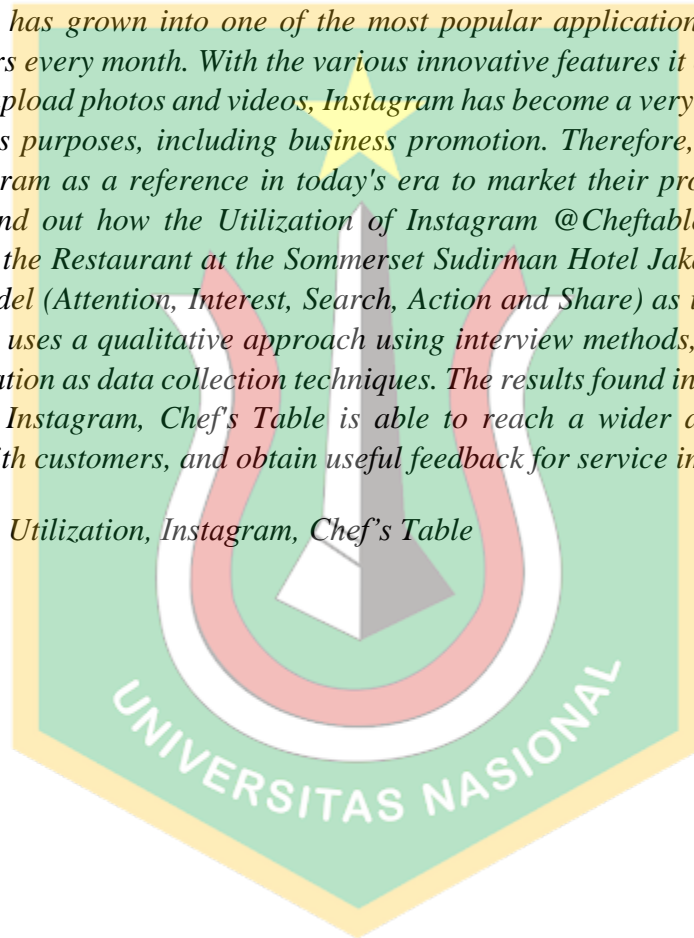 has grown into one of the most popular application
rs every month. With the various innovative features it
pload photos and videos, Instagram has become a very
s purposes, including business promotion. Therefore,
ram as a reference in today's era to market their pro
nd out how the Utilization of Instagram @Cheftabl
the Restaurant at the Sommerset Sudirman Hotel Jak
del (Attention, Interest, Search, Action and Share) as
uses a qualitative approach using interview methods,
ation as data collection techniques. The results found in
Instagram, Chef's Table is able to reach a wider a
ith customers, and obtain useful feedback for service in
Utilization, Instagram, Chef’s Table
UNIVERSITAS NASIONAL